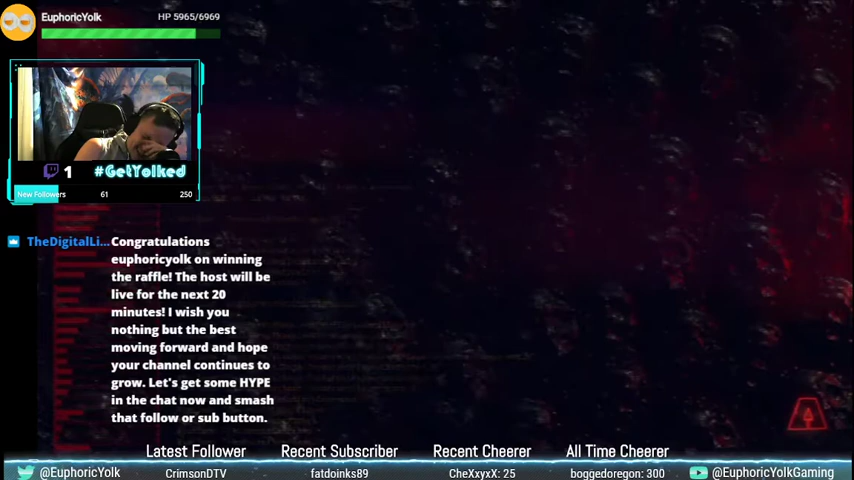 EuphoricYolk HP 5965/6969
1 #GetYolked
New Followers 61 250
TheDigitalLi... Congratulations
euphoricyolk on winning
the raffle! The host will be
live for the next 20
minutes! I wish you
nothing but the best
moving forward and hope
your channel continues to
grow. Let's get some HYPE
in the chat now and smash
that follow or sub button.
Latest Follower Recent Subscriber Recent Cheerer All Time Cheerer
@EuphoricYolk CrimsonDTV fatdoinks89 CheXxyxX: 25 boggedoregon: 300 @EuphoricYolkGaming